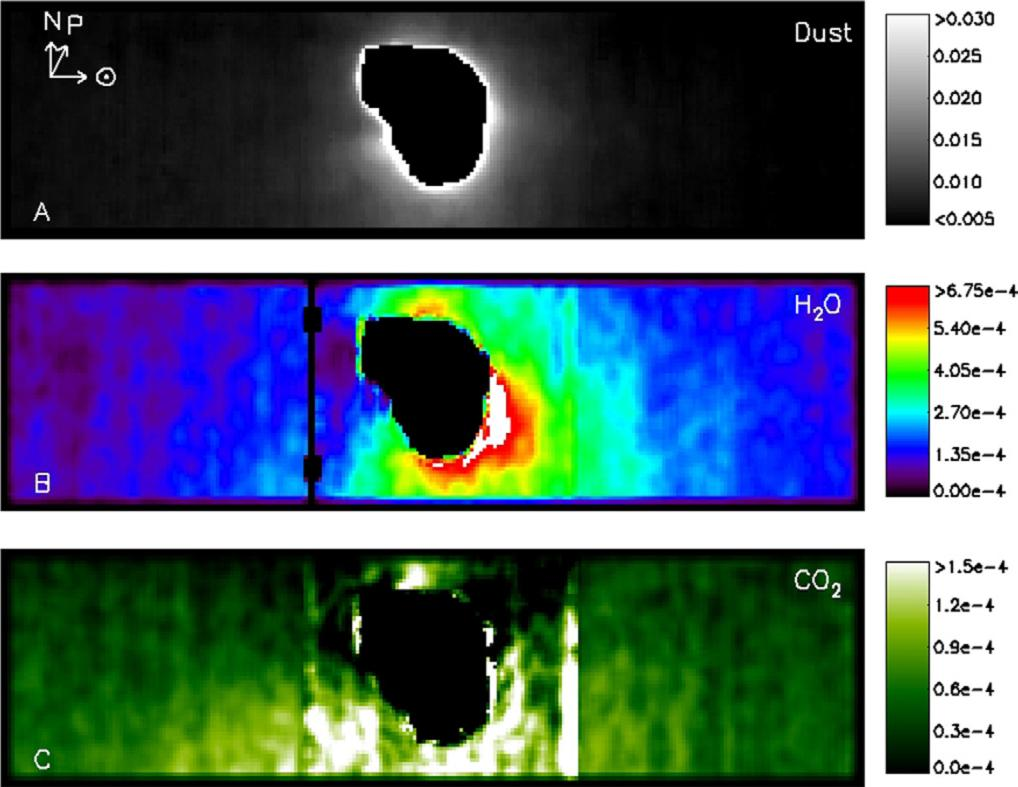 N P
Dust
A
>0.030
0.025
0.020
0.015
0.010
<0.005
H₂O
B
>6.75e-4
5.40e-4
4.05e-4
2.70e-4
1.35e-4
0.00e-4
CO₂
C
>1.5e-4
1.2e-4
0.9e-4
0.6e-4
0.3e-4
0.0e-4